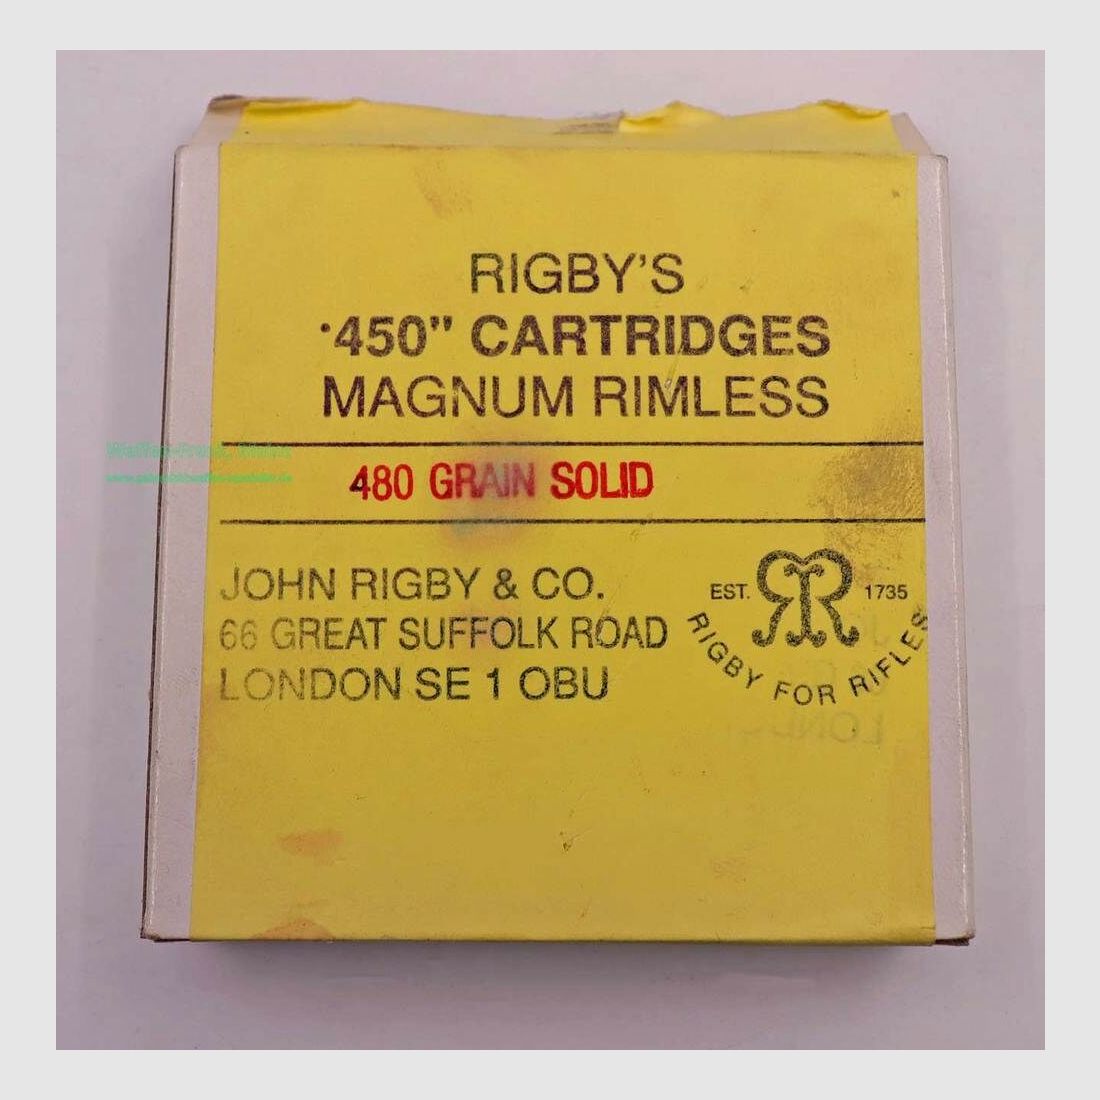 RIGBY'S
·450" CARTRIDGES
MAGNUM RIMLESS
480 GRAIN SOLID
JOHN RIGBY & CO.
66 GREAT SUFFOLK ROAD
LONDON SE 1 OBU
EST. RR 1735
RIGBY FOR RIFLES